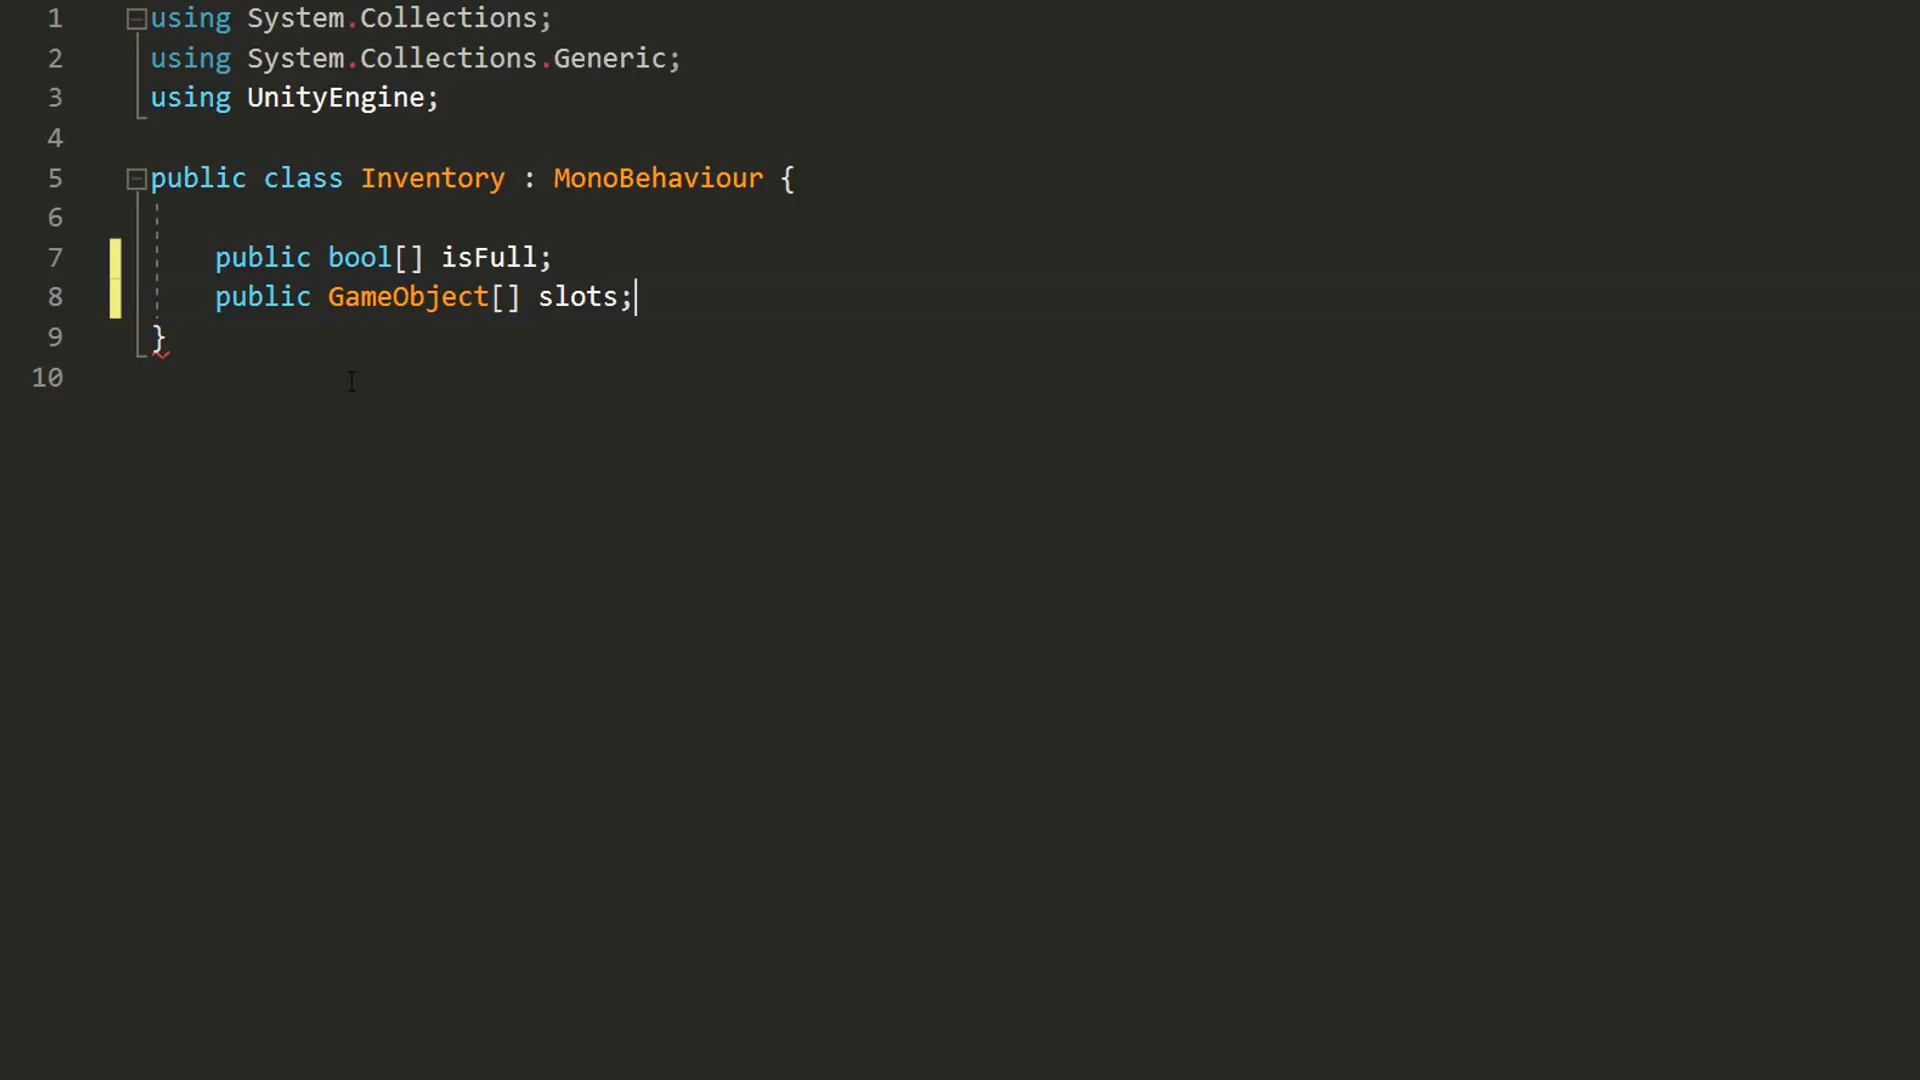 1 using System.Collections;
2 using System.Collections.Generic;
3 using UnityEngine;
4
5 public class Inventory : MonoBehaviour {
6
7 public bool[] isFull;
8 public GameObject[] slots;
9 }
10